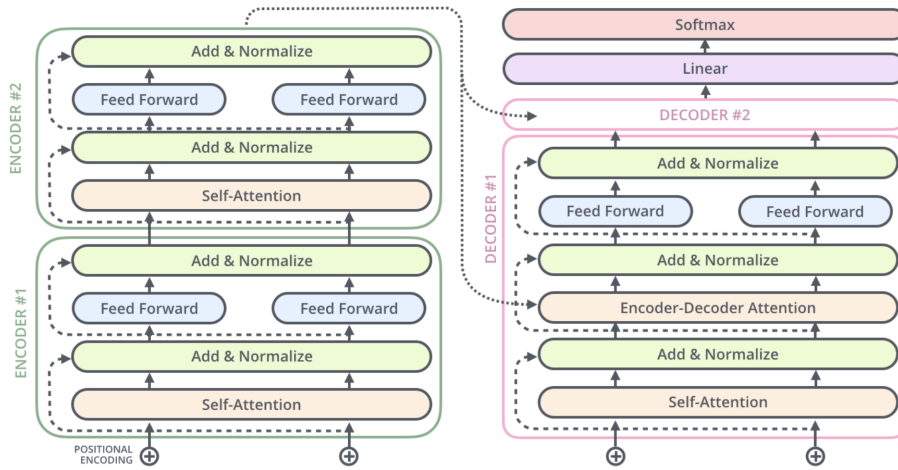 ENCODER #2
Add & Normalize
Feed Forward
Feed Forward
Add & Normalize
Self-Attention
ENCODER #1
Add & Normalize
Feed Forward
Feed Forward
Add & Normalize
Self-Attention
POSITIONAL
ENCODING
Softmax
Linear
DECODER #2
DECODER #1
Add & Normalize
Feed Forward
Feed Forward
Add & Normalize
Encoder-Decoder Attention
Add & Normalize
Self-Attention